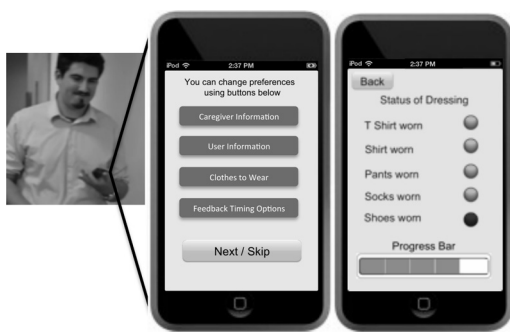 iPod 2:37 PM
You can change preferences
using buttons below
Caregiver Information
User Information
Clothes to Wear
Feedback Timing Options
Next / Skip
iPod 2:37 PM
Back
Status of Dressing
T Shirt worn
Shirt worn
Pants worn
Socks worn
Shoes worn
Progress Bar